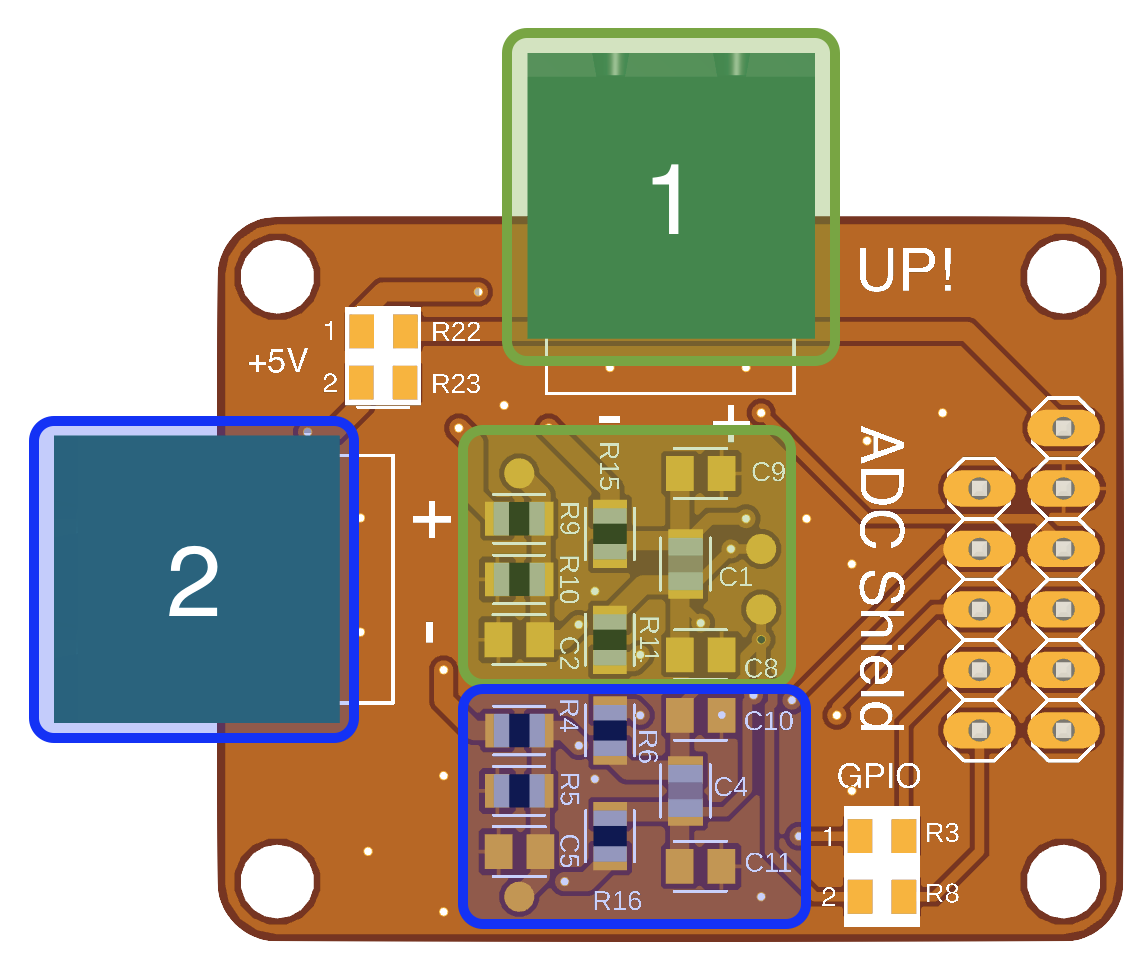 1
UP!
1
R22
+5V
2
R23
-
+
R15
C9
2
+
R9
R10
C1
ADC Shield
-
C2
R11
C8
R4
C10
R6
R5
C4
GPIO
C5
C11
1
R3
R16
2
R8